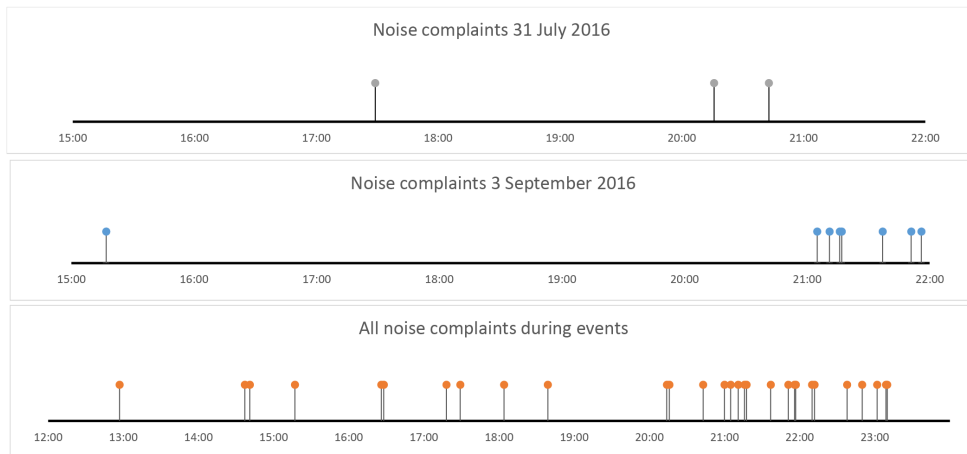 Noise complaints 31 July 2016
15:00 16:00 17:00 18:00 19:00 20:00 21:00 22:00
Noise complaints 3 September 2016
15:00 16:00 17:00 18:00 19:00 20:00 21:00 22:00
All noise complaints during events
12:00 13:00 14:00 15:00 16:00 17:00 18:00 19:00 20:00 21:00 22:00 23:00